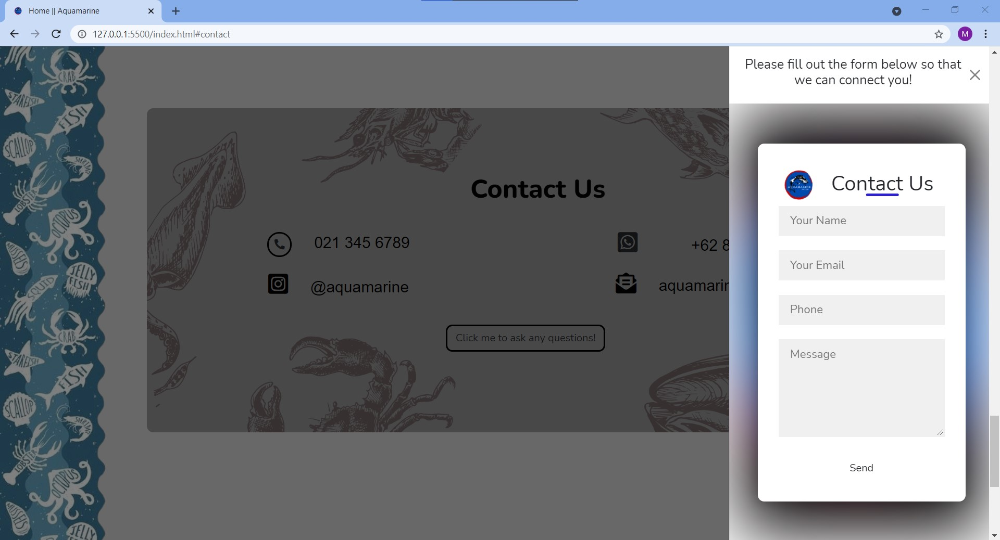 Home || Aquamarine
127.0.0.1:5500/index.html#contact
M
CRAB
STARFISH
FISH
SCALLOP
SHRIMP
LOBSTER
OCTOPUS
MUSSELS
JELLY
FISH
SQUID
CRAB
STARFISH
FISH
SCALLOP
SHRIMP
LOBSTER
OCTOPUS
MUSSELS
JELLY
Contact Us
021 345 6789
+62 8
@aquamarine
aquamarin
Click me to ask any questions!
Please fill out the form below so that
we can connect you!
AQUAMARINE
Contact Us
Your Name
Your Email
Phone
Message
Send